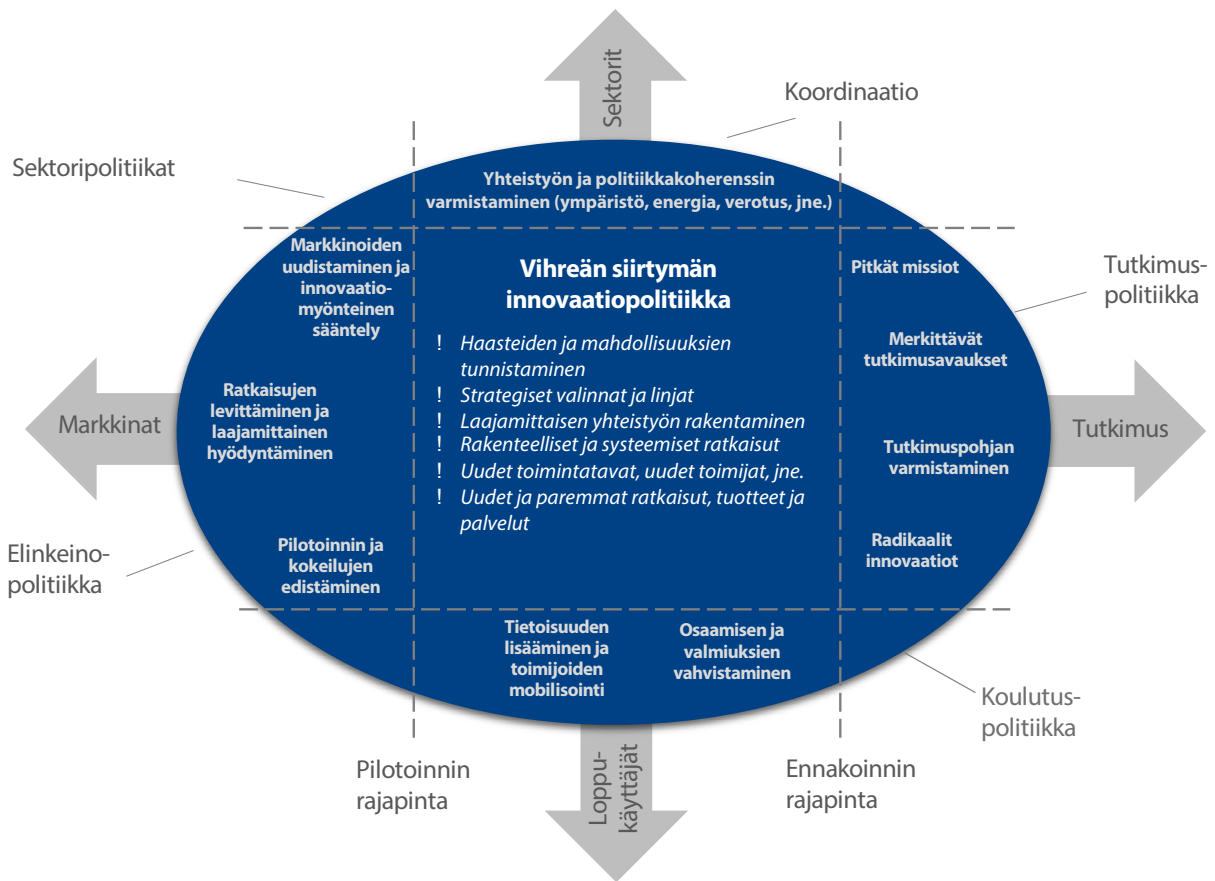 Sektorit
Koordinaatio
Sektoripolitiikat
Yhteistyön ja politiikkakoherenssin
varmistaminen (ympäristö, energia, verotus, jne.)
Markkinoiden
uudistaminen ja
innovaatio-
myönteinen
sääntely
Vihreän siirtymän
innovaatiopolitiikka
Pitkät missiot
Tutkimus-
politiikka
! Haasteiden ja mahdollisuuksien
tunnistaminen
! Strategiset valinnat ja linjat
! Laajamittaisen yhteistyön rakentaminen
! Rakenteelliset ja systeemiset ratkaisut
! Uudet toimintatavat, uudet toimijat, jne.
! Uudet ja paremmat ratkaisut, tuotteet ja
palvelut
Merkittävät
tutkimusavaukset
Markkinat
Ratkaisujen
levittäminen ja
laajamittainen
hyödyntäminen
Tutkimus
Tutkimuspohjan
varmistaminen
Elinkeino-
politiikka
Pilotoinnin ja
kokeilujen
edistäminen
Radikaalit
innovaatiot
Tietoisuuden
lisääminen ja
toimijoiden
mobilisointi
Osaamisen ja
valmiuksien
vahvistaminen
Koulutus-
politiikka
Pilotoinnin
rajapinta
Loppu-
käyttäjät
Ennakoinnin
rajapinta